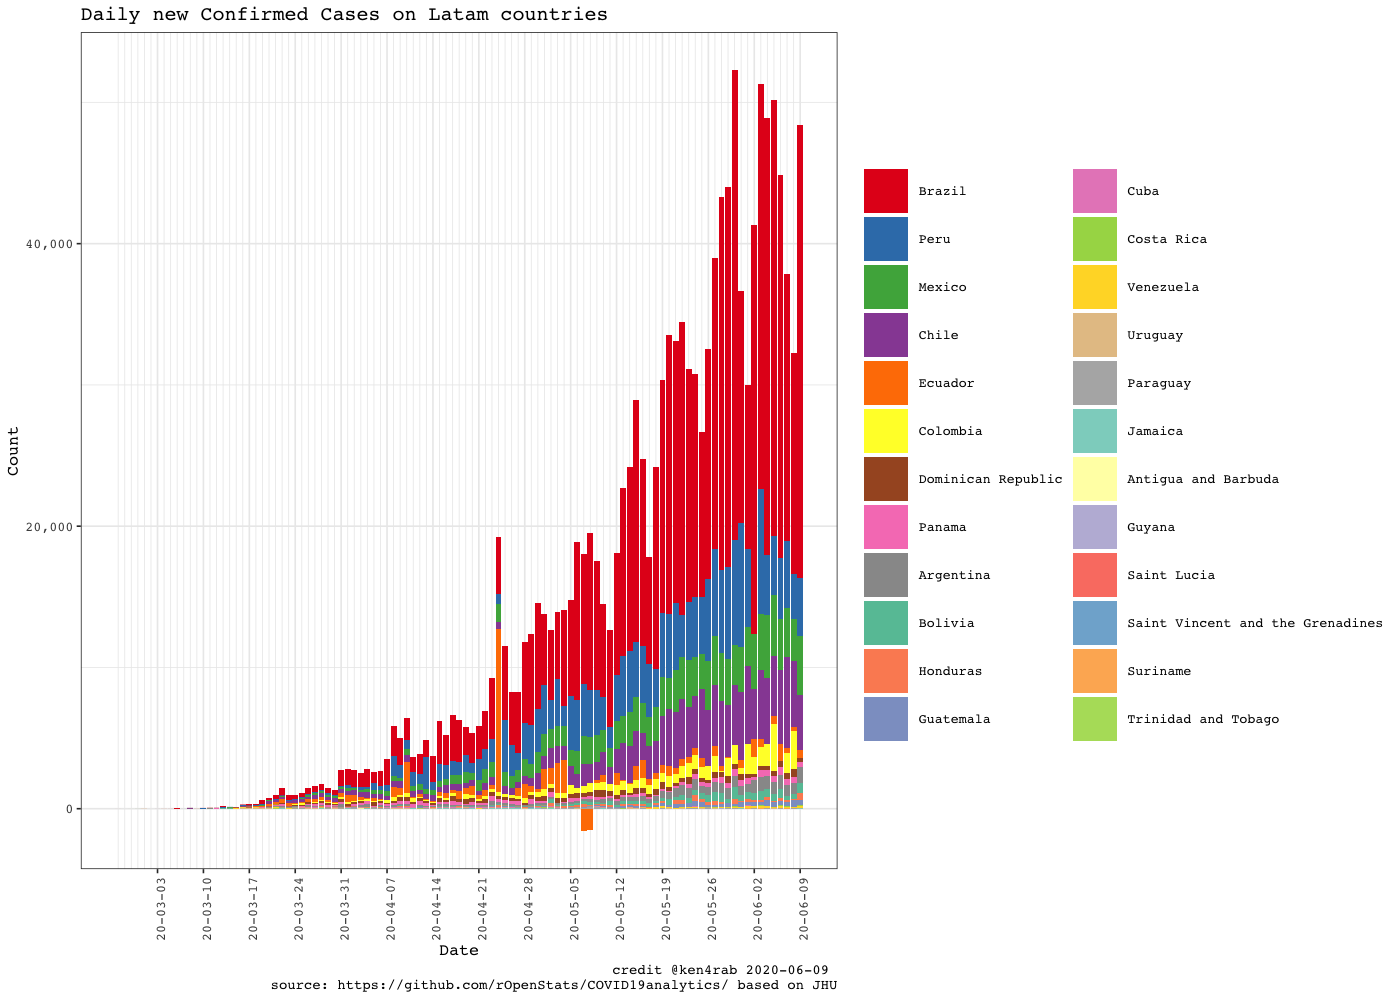 Daily new Confirmed Cases on Latam countries
Count
40,000
20,000
0
20-03-03
20-03-10
20-03-17
20-03-24
20-03-31
20-04-07
20-04-14
20-04-21
20-04-28
20-05-05
20-05-12
20-05-19
20-05-26
20-06-02
20-06-09
Date
Brazil
Peru
Mexico
Chile
Ecuador
Colombia
Dominican Republic
Panama
Argentina
Bolivia
Honduras
Guatemala
Cuba
Costa Rica
Venezuela
Uruguay
Paraguay
Jamaica
Antigua and Barbuda
Guyana
Saint Lucia
Saint Vincent and the Grenadines
Suriname
Trinidad and Tobago
credit @ken4rab 2020-06-09
source: https://github.com/rOpenStats/COVID19analytics/ based on JHU